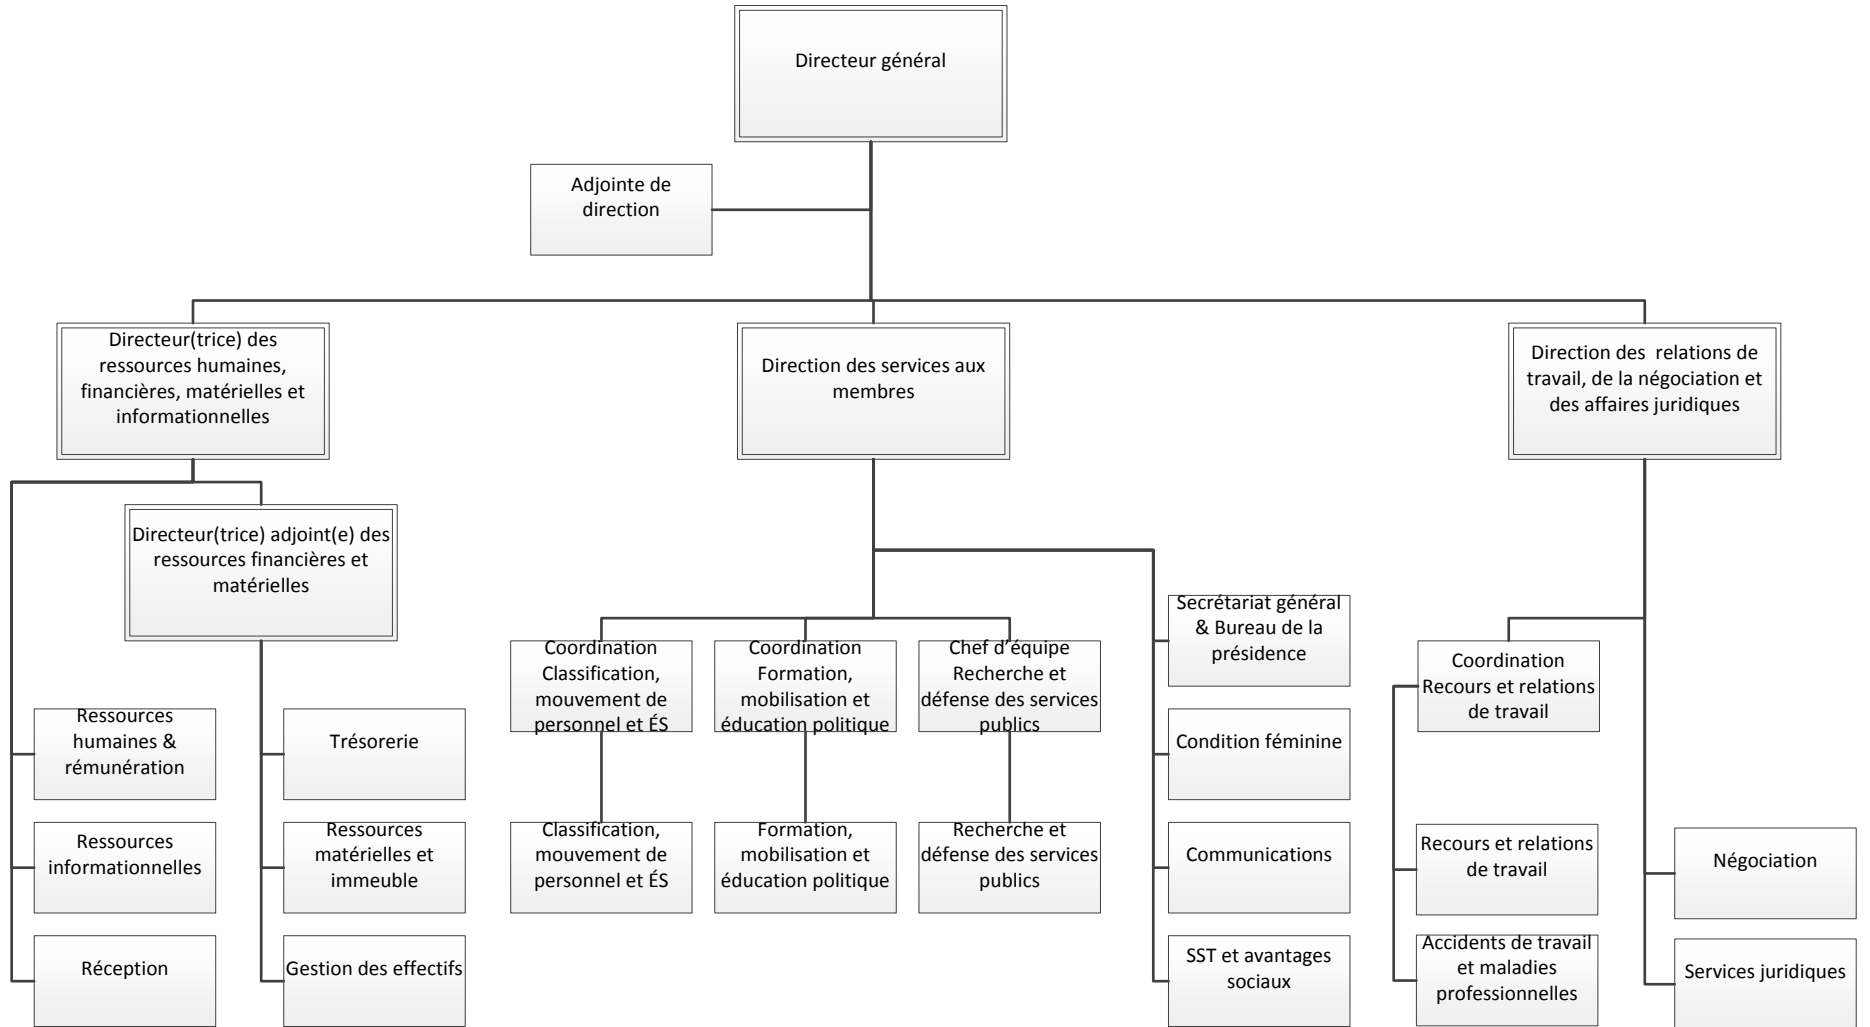 Directeur général
Adjointe de
direction
Directeur(trice) des
ressources humaines,
financières, matérielles et
informationnelles
Direction des services aux
membres
Direction des  relations de
travail, de la négociation et
des affaires juridiques
Directeur(trice) adjoint(e) des
ressources financières et
matérielles
Ressources
humaines &
rémunération
Ressources
informationnelles
Réception
Trésorerie
Ressources
matérielles et
immeuble
Gestion des effectifs
Coordination
Classification,
mouvement de
personnel et ÉS
Classification,
mouvement de
personnel et ÉS
Coordination
Formation,
mobilisation et
éducation politique
Formation,
mobilisation et
éducation politique
Chef d’équipe
Recherche et
défense des services
publics
Recherche et
défense des services
publics
Secrétariat général
& Bureau de la
présidence
Condition féminine
Communications
SST et avantages
sociaux
Coordination
Recours et relations
de travail
Recours et relations
de travail
Accidents de travail
et maladies
professionnelles
Négociation
Services juridiques